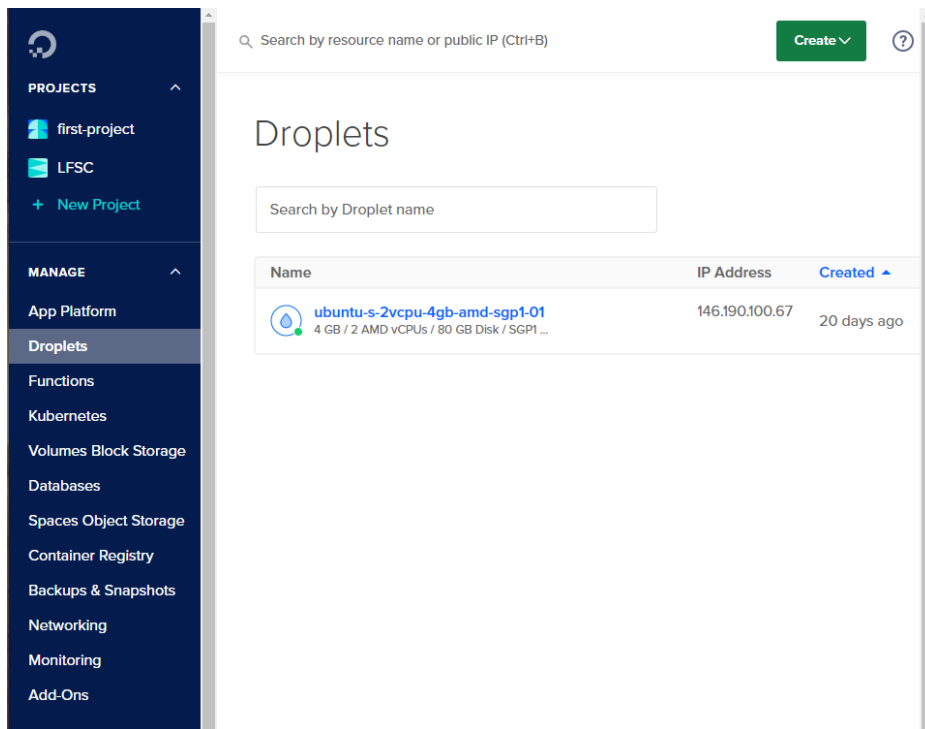 PROJECTS
first-project
LFSC
+ New Project
MANAGE
App Platform
Droplets
Functions
Kubernetes
Volumes Block Storage
Databases
Spaces Object Storage
Container Registry
Backups & Snapshots
Networking
Monitoring
Add-Ons
Search by resource name or public IP (Ctrl+B)
Create
?
Droplets
Search by Droplet name
Name IP Address Created
ubuntu-s-2vcpu-4gb-amd-sgp1-01 146.190.100.67 20 days ago
4 GB / 2 AMD vCPUs / 80 GB Disk / SGP1 ...